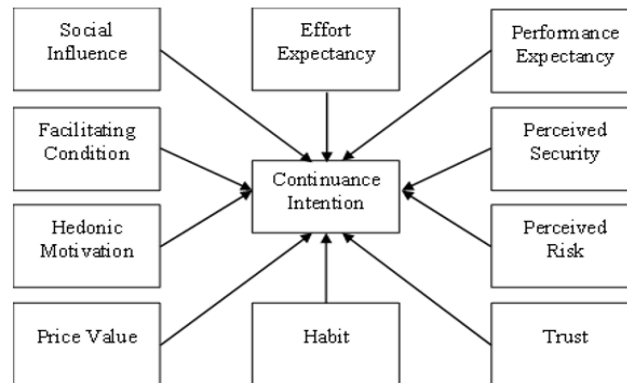 Social
Influence
Effort
Expectancy
Performance
Expectancy
Facilitating
Condition
Perceived
Security
Continuance
Intention
Hedonic
Motivation
Perceived
Risk
Price Value
Habit
Trust